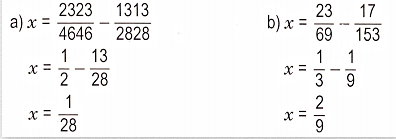 a) x = 2323/4646 − 1313/2828
x = 1/2 − 13/28
x = 1/28
b) x = 23/69 − 17/153
x = 1/3 − 1/9
x = 2/9